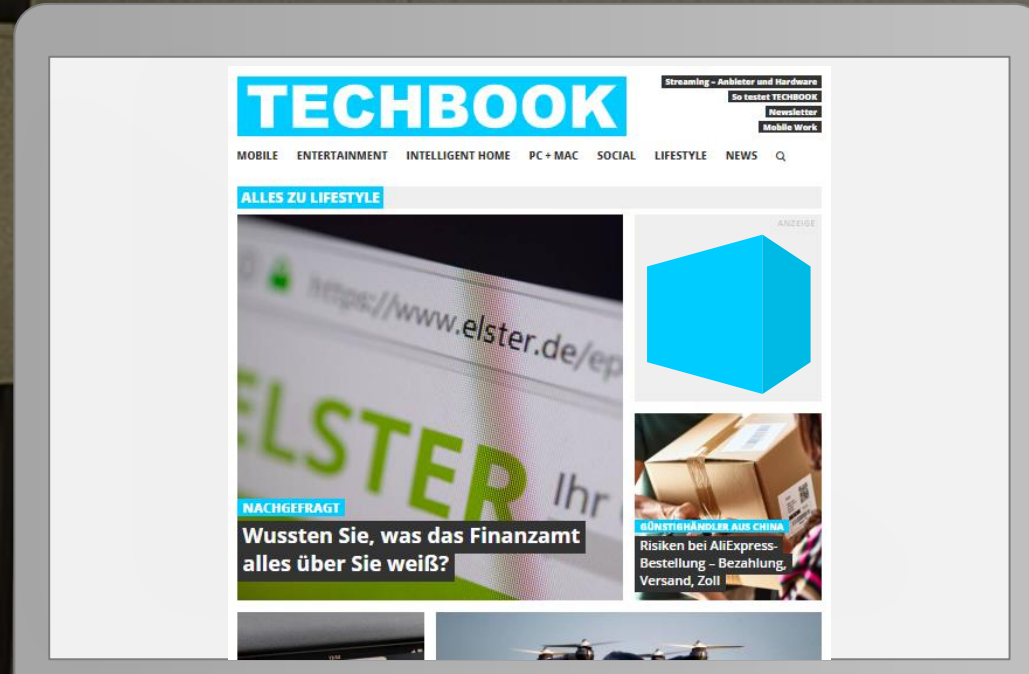 TECHBOOK
Streaming – Anbieter und Hardware
So testet TECHBOOK
Newsletter
Mobile Work
MOBILE ENTERTAINMENT INTELLIGENT HOME PC + MAC SOCIAL LIFESTYLE NEWS
ALLES ZU LIFESTYLE
ANZEIGE
https://www.elster.de/ep
ELSTER Ihr
NACHGEFRAGT
Wussten Sie, was das Finanzamt
alles über Sie weiß?
GÜNSTIGHÄNDLER AUS CHINA
Risiken bei AliExpress-
Bestellung – Bezahlung,
Versand, Zoll